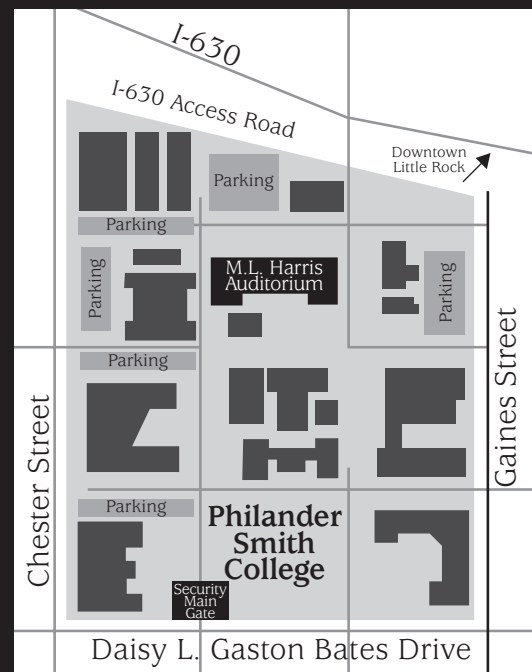 I-630
I-630 Access Road
Downtown
Little Rock
Parking
Parking
Parking
M.L. Harris
Auditorium
Parking
Parking
Chester Street
Gaines Street
Parking
Philander
Smith
College
Security
Main
Gate
Daisy L. Gaston Bates Drive